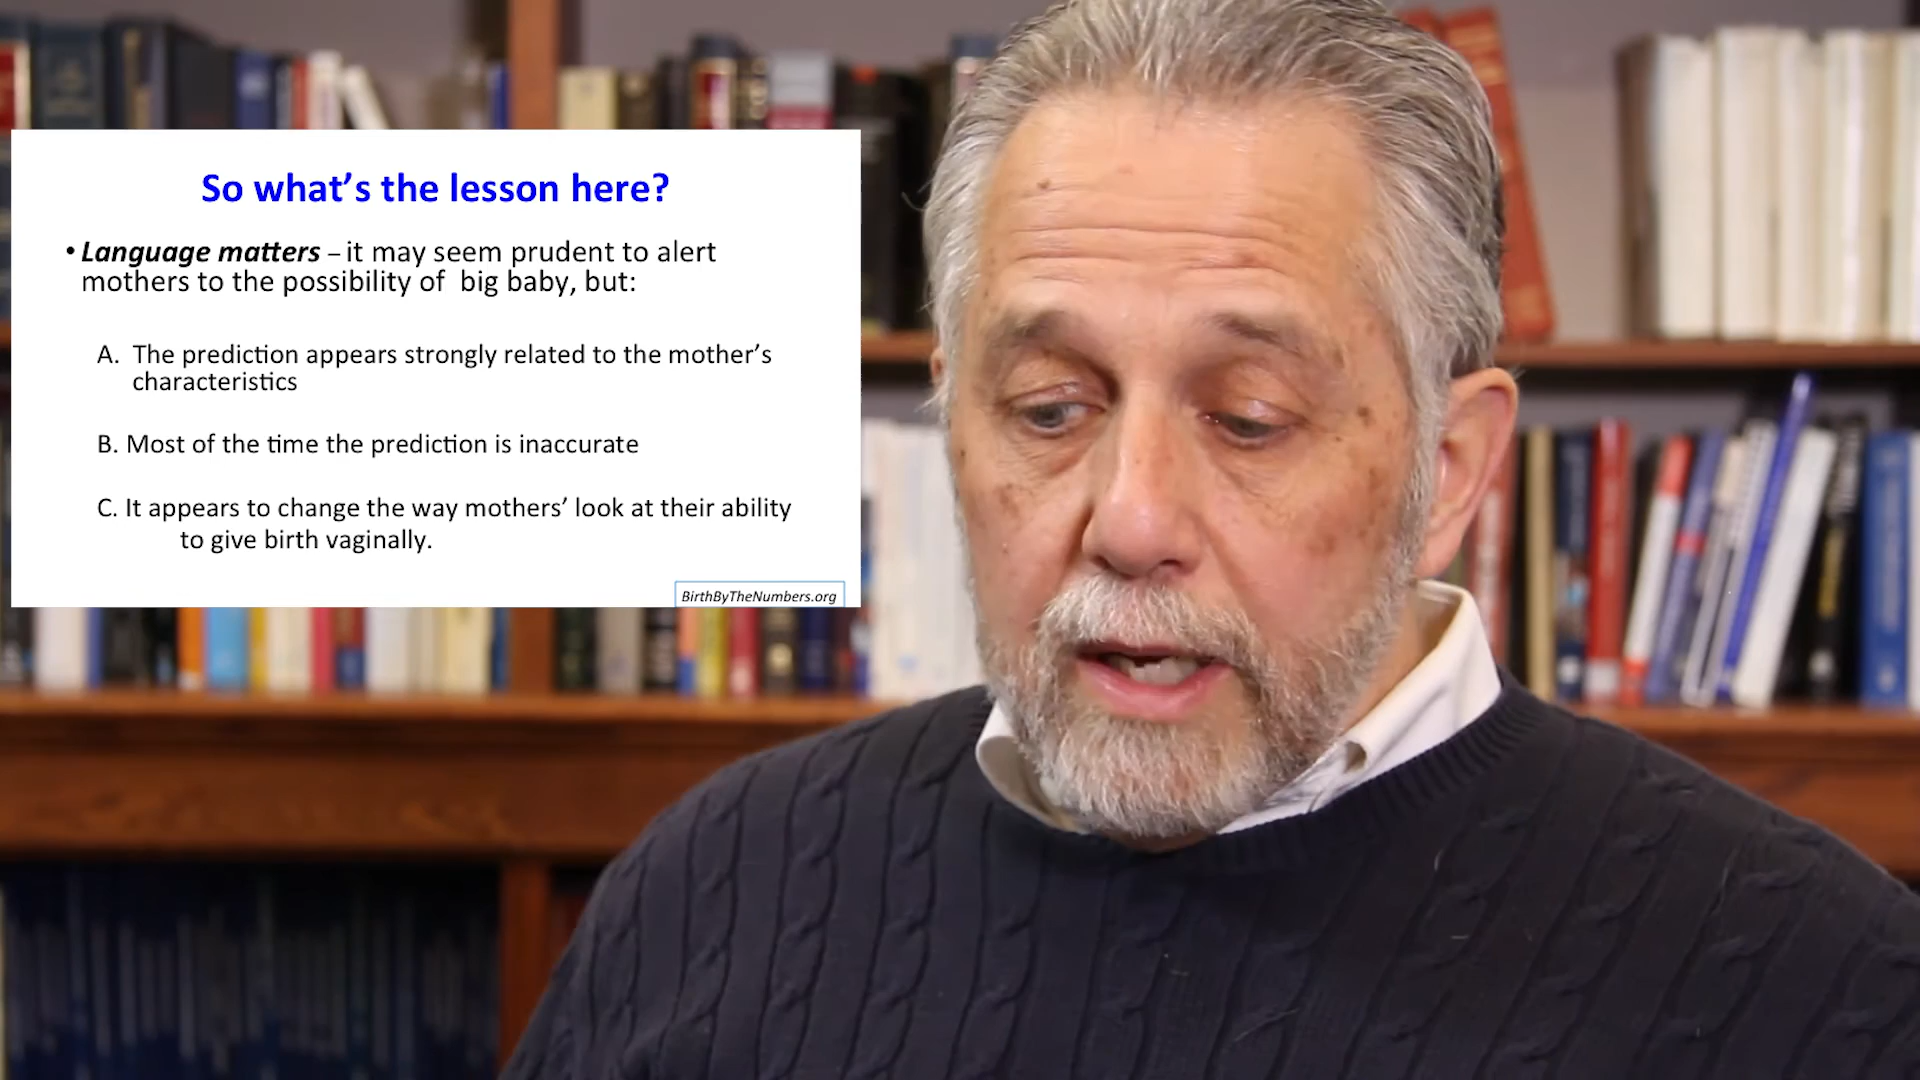 So what's the lesson here?
• Language matters – it may seem prudent to alert
mothers to the possibility of  big baby, but:
A.  The prediction appears strongly related to the mother's
characteristics
B. Most of the time the prediction is inaccurate
C. It appears to change the way mothers' look at their ability
to give birth vaginally.
BirthByTheNumbers.org